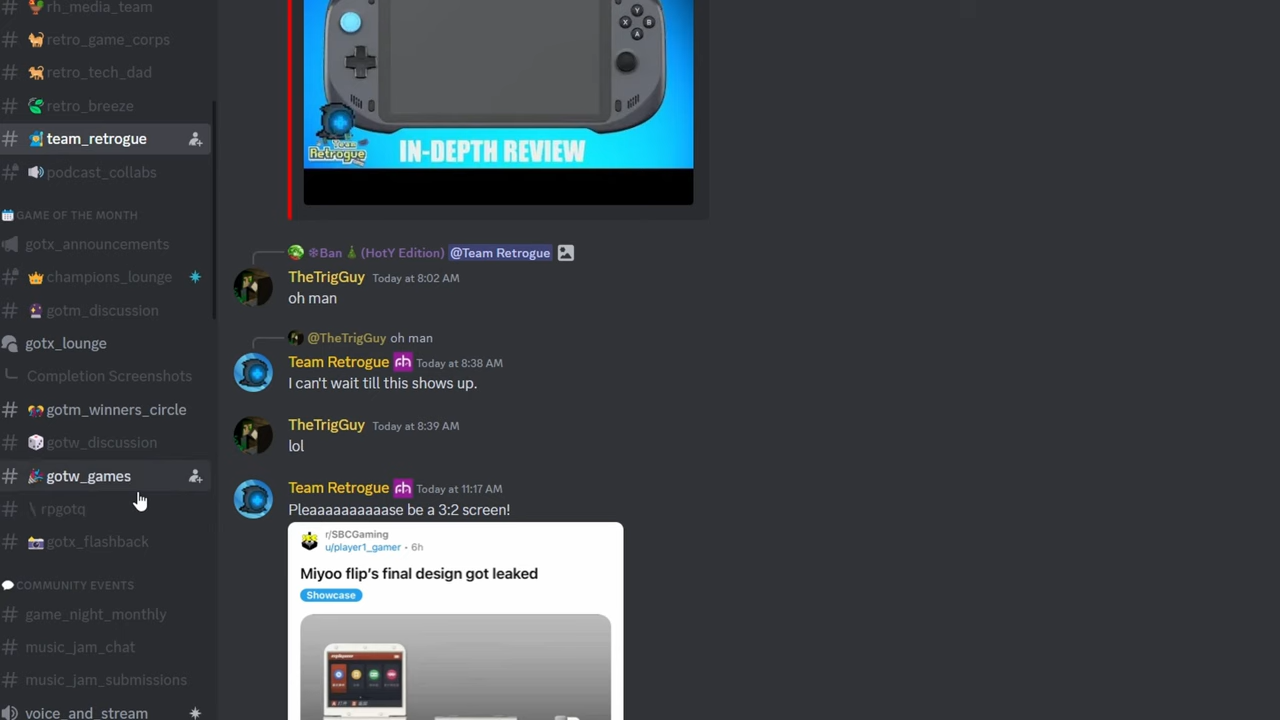 # rh_media_team
# retro_game_corps
# retro_tech_dad
# retro_breeze
# team_retrogue
# podcast_collabs
GAME OF THE MONTH
gotx_announcements
# champions_lounge
# gotm_discussion
gotx_lounge
Completion Screenshots
# gotm_winners_circle
# gotw_discussion
# gotw_games
# \ rpgotq
# gotx_flashback
COMMUNITY EVENTS
# game_night_monthly
# music_jam_chat
# music_jam_submissions
voice_and_stream
Y
X B
A
Team
Retrogue
IN-DEPTH REVIEW
❄Ban🎄(HotY Edition) @Team Retrogue
TheTrigGuy Today at 8:02 AM
oh man
@TheTrigGuy oh man
Team Retrogue rh Today at 8:38 AM
I can't wait till this shows up.
TheTrigGuy Today at 8:39 AM
lol
Team Retrogue rh Today at 11:17 AM
Pleaaaaaaaaase be a 3:2 screen!
r/SBCGaming
u/player1_gamer • 6h
Miyoo flip's final design got leaked
Showcase